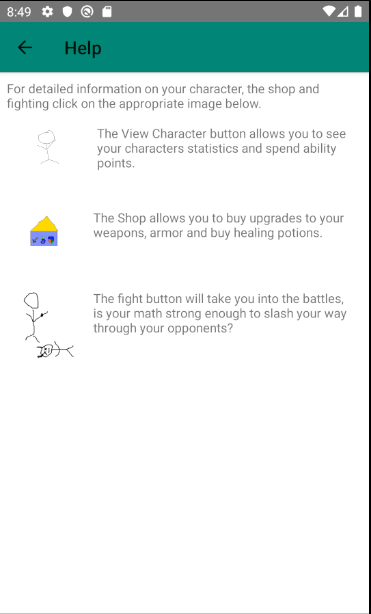 8:49
Help
For detailed information on your character, the shop and
fighting click on the appropriate image below.
The View Character button allows you to see
your characters statistics and spend ability
points.
The Shop allows you to buy upgrades to your
weapons, armor and buy healing potions.
The fight button will take you into the battles,
is your math strong enough to slash your way
through your opponents?